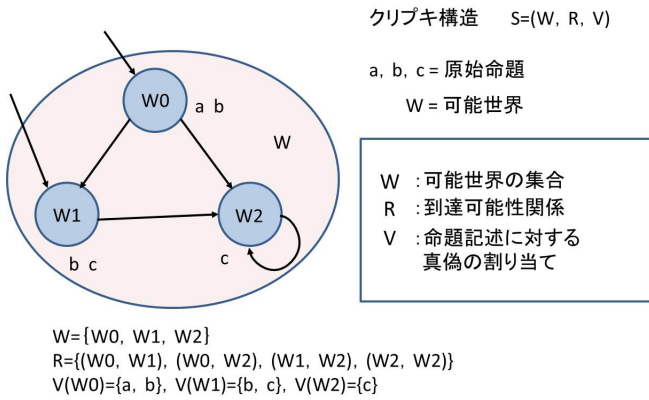 クリプキ構造 S=(W, R, V)
a, b, c = 原始命題
W = 可能世界
W0
a b
W
W1
W2
b c
c
W :可能世界の集合
R :到達可能性関係
V :命題記述に対する
真偽の割り当て
W={W0, W1, W2}
R={(W0, W1), (W0, W2), (W1, W2), (W2, W2)}
V(W0)={a, b}, V(W1)={b, c}, V(W2)={c}